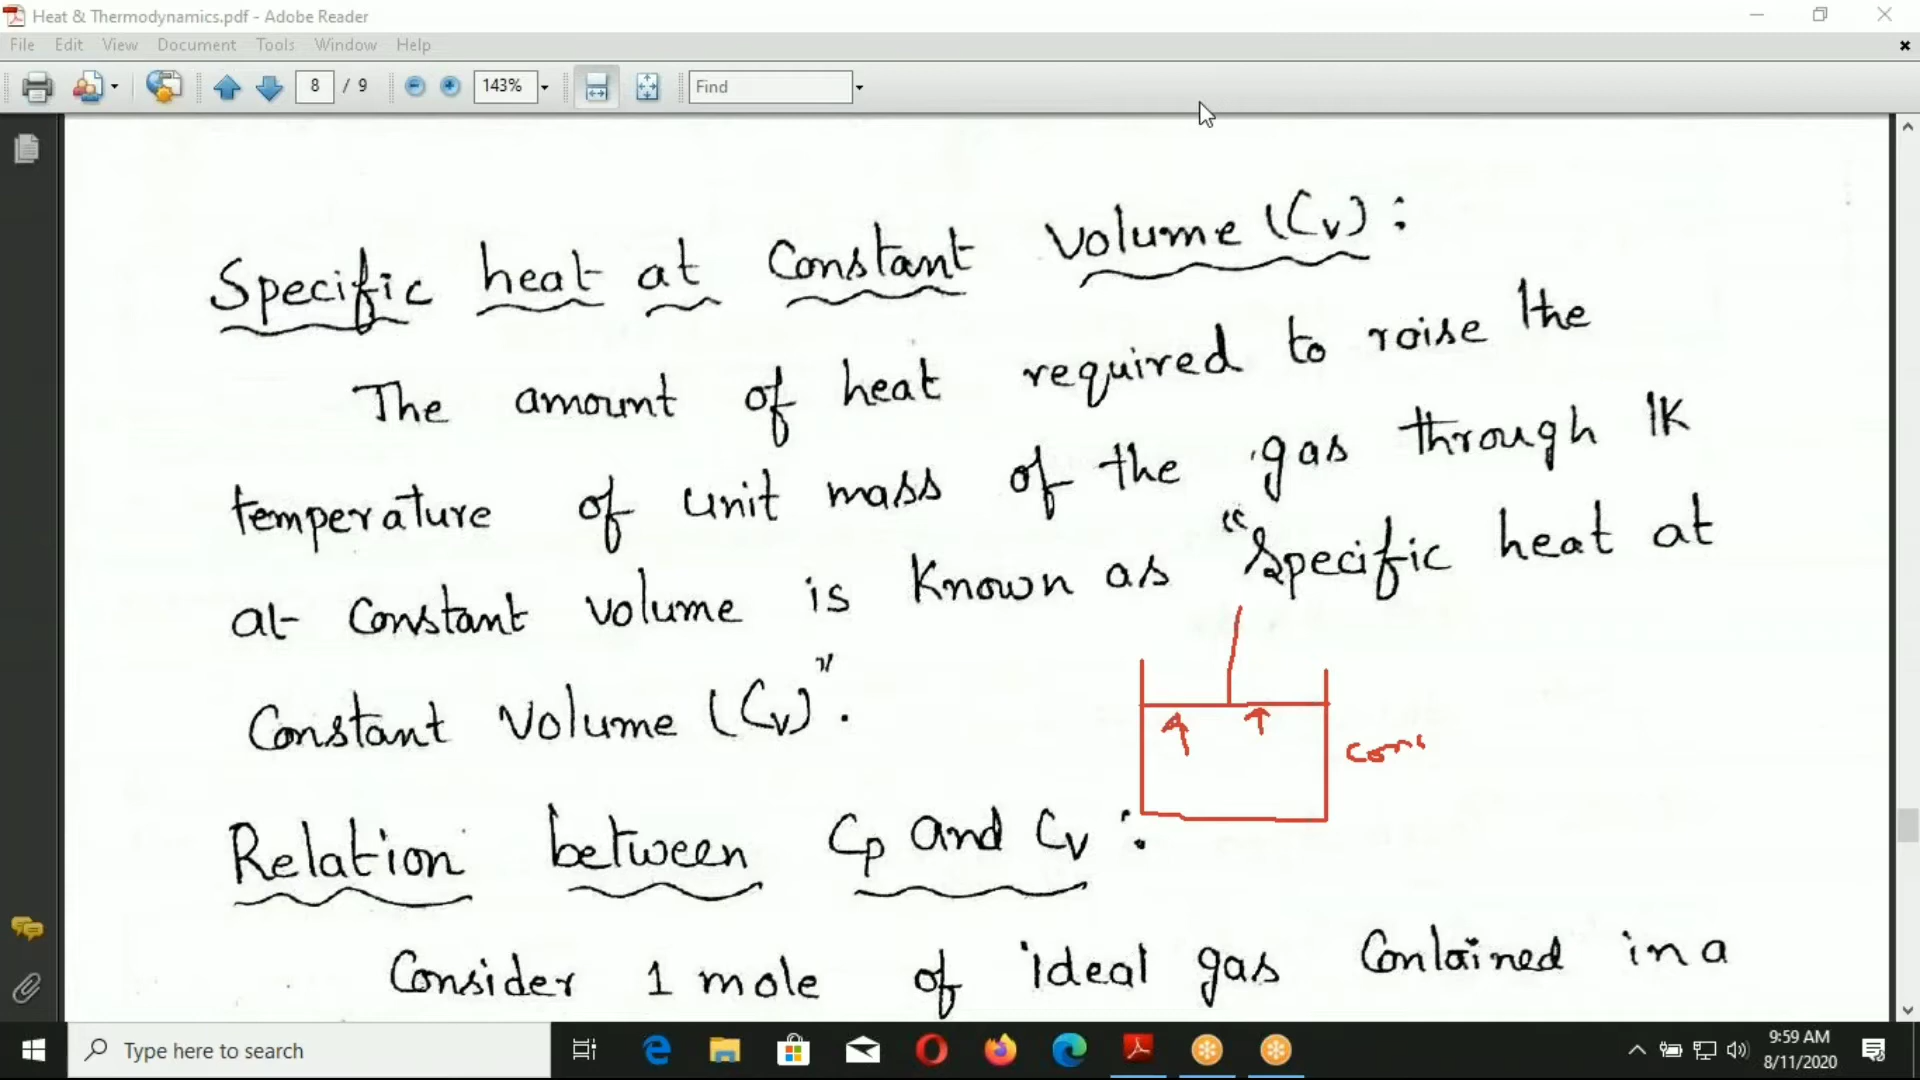 Heat & Thermodynamics.pdf - Adobe Reader
File Edit View Document Tools Window Help
8 / 9 143% Find
Specific heat at Constant Volume (Cv) :
The amount of heat required to roise the
temperature of unit mass of the gas through 1K
at Constant volume is Known as "Specific heat at
Constant Volume (Cv)".
Relation between Cp and Cv :
Consider 1 mole of ideal gas Contained in a
Type here to search
9:59 AM
8/11/2020